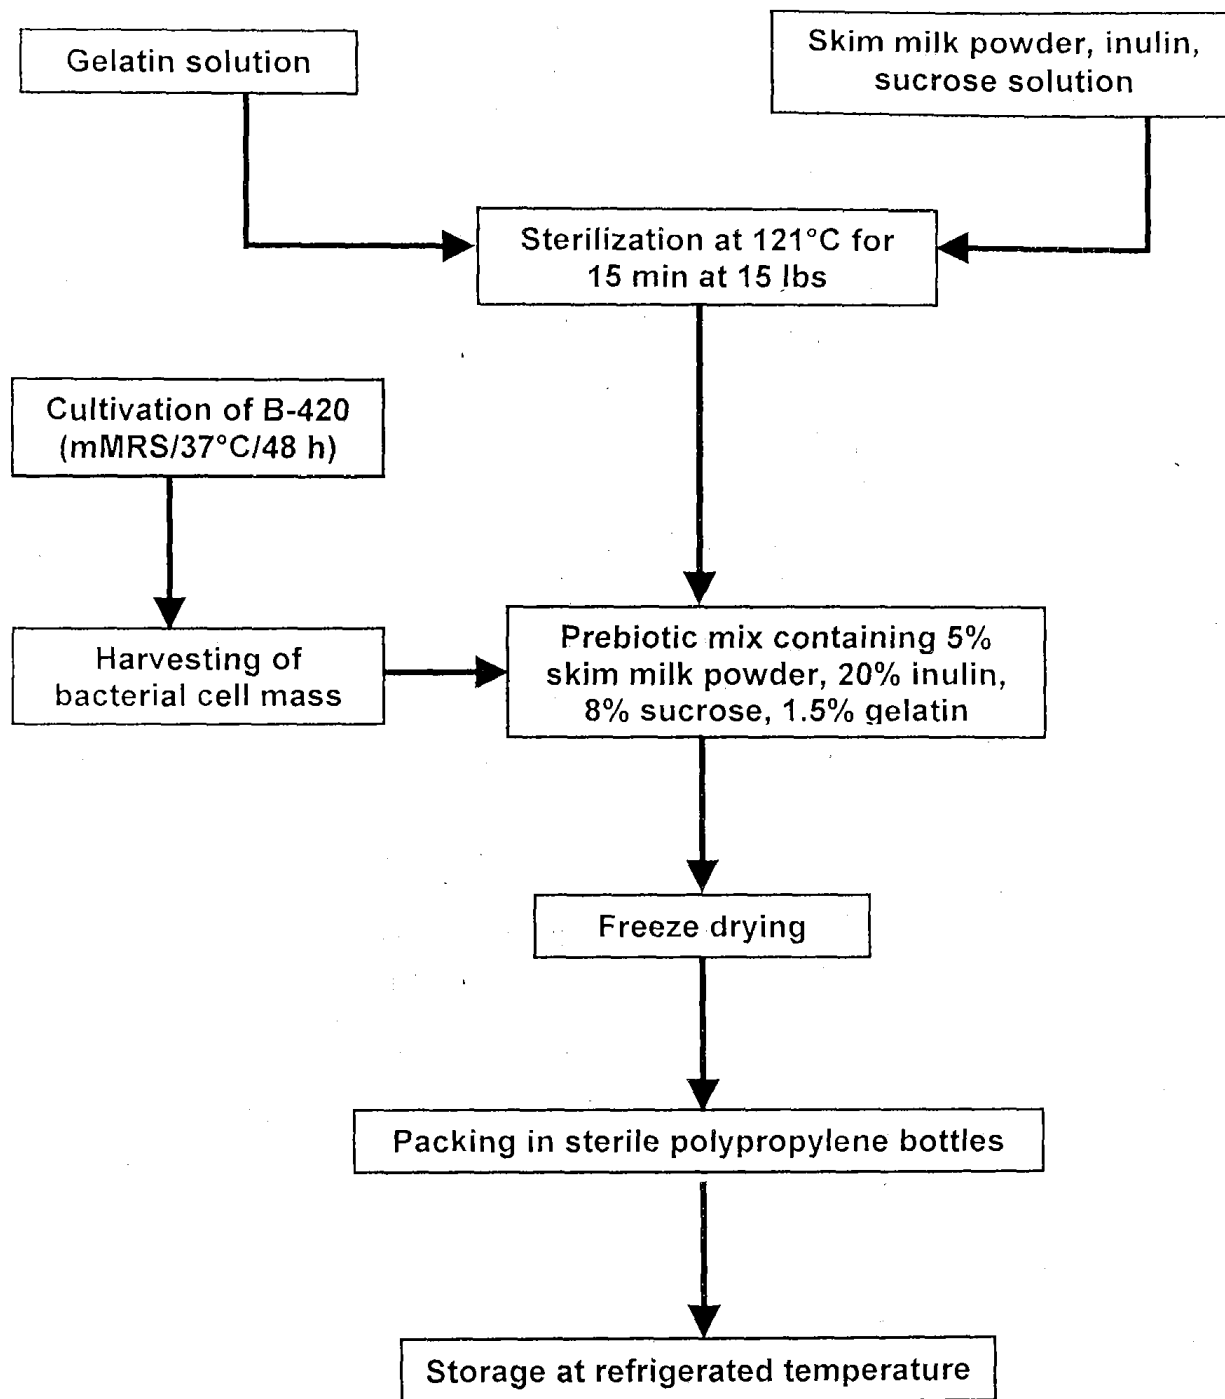 Gelatin solution
Skim milk powder, inulin,
sucrose solution
Sterilization at 121°C for
15 min at 15 lbs
Cultivation of B-420
(mMRS/37°C/48 h)
Harvesting of
bacterial cell mass
Prebiotic mix containing 5%
skim milk powder, 20% inulin,
8% sucrose, 1.5% gelatin
Freeze drying
Packing in sterile polypropylene bottles
Storage at refrigerated temperature